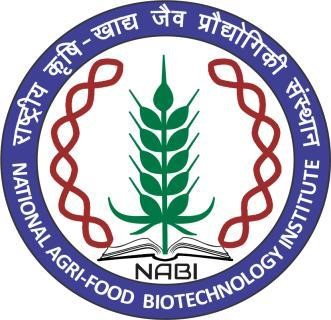 राष्ट्रीय कृषि-खाद्य जैव प्रौद्योगिकी संस्थान
NABI
NATIONAL AGRI-FOOD BIOTECHNOLOGY INSTITUTE